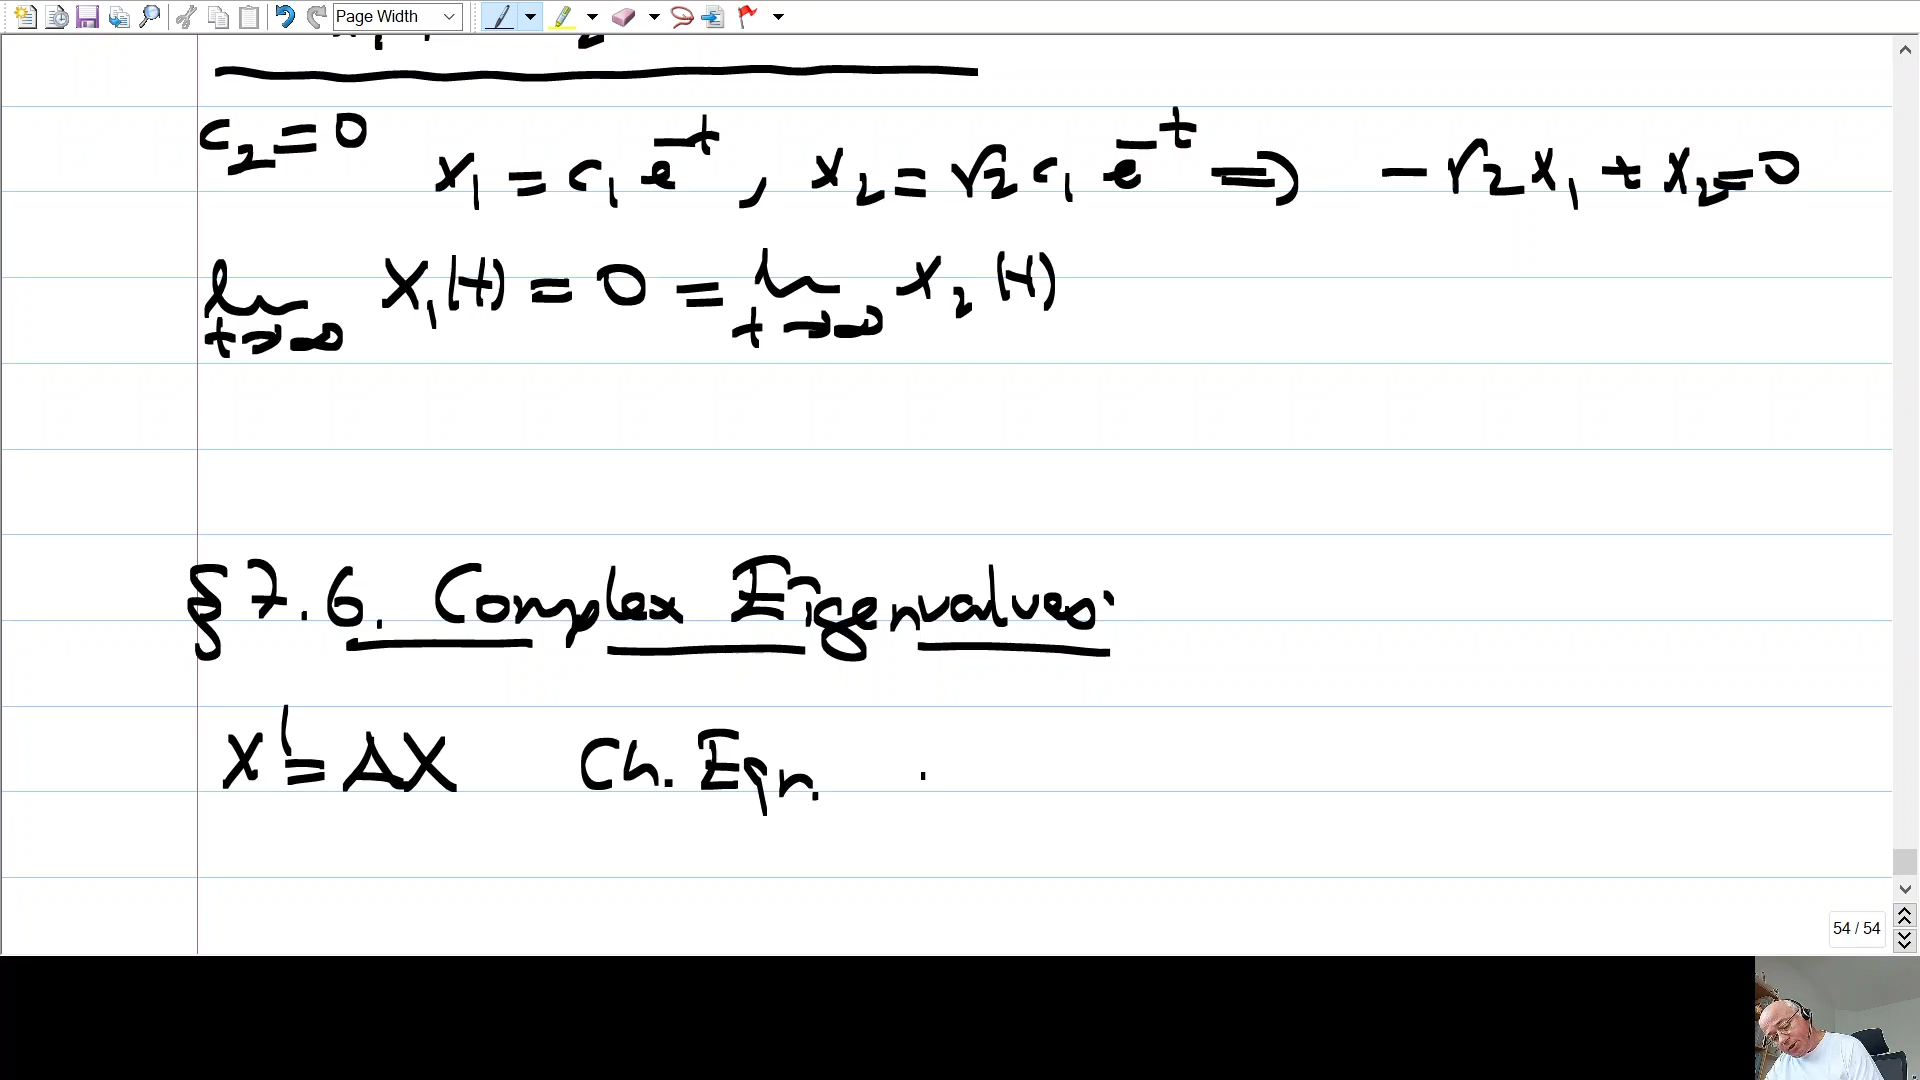 Page Width
c₂ = 0 x₁ = c₁ e^-t , x₂ = √2 c₁ e^-t ⇒ - √2 x₁ + x₂ = 0
lim t→∞ x₁(t) = 0 = lim t→∞ x₂(t)
§ 7.6. Complex Eigenvalues:
X' = AX Ch. Eqn.
54 / 54